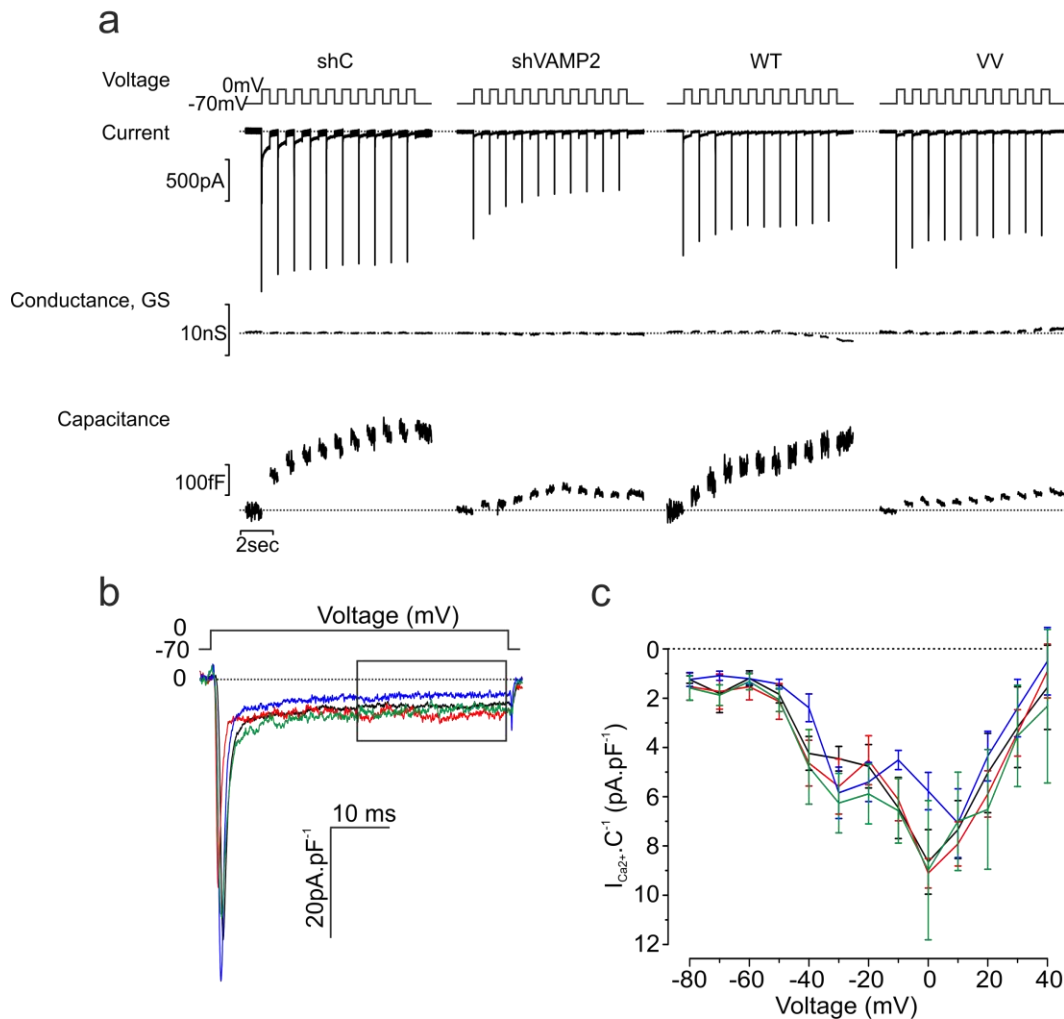 a
shC shVAMP2 WT VV
Voltage 0mV
-70mV
Current
500pA
Conductance, GS
10nS
Capacitance
100fF
2sec
b
Voltage (mV)
0
-70
0
10 ms
20pA.pF⁻¹
c
0
2
4
6
8
10
12
I Ca2+.C⁻¹ (pA.pF⁻¹)
-80 -60 -40 -20 0 20 40
Voltage (mV)